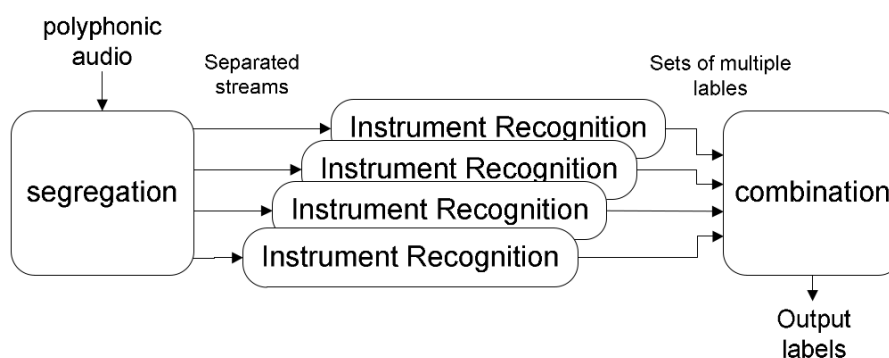 polyphonic
audio
Separated
streams
Sets of multiple
lables
segregation
Instrument Recognition
Instrument Recognition
Instrument Recognition
Instrument Recognition
combination
Output
labels